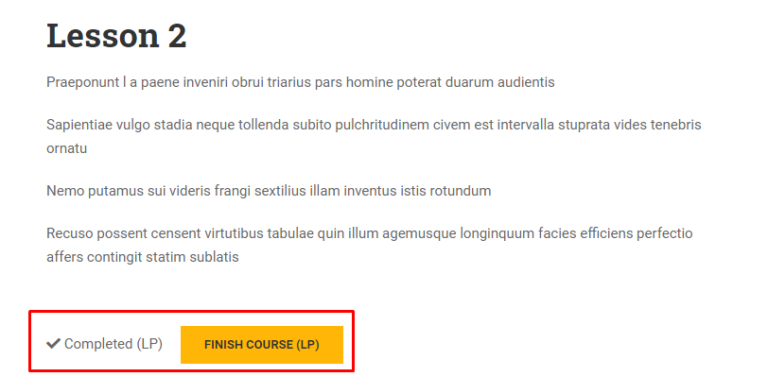 Lesson 2
Praeponunt l a paene inveniri obrui triarius pars homine poterat duarum audientis
Sapientiae vulgo stadia neque tollenda subito pulchritudinem civem est intervalla stuprata vides tenebris
ornatu
Nemo putamus sui videris frangi sextilius illam inventus istis rotundum
Recuso possent censent virtutibus tabulae quin illum agemusque longinquum facies efficiens perfectio
affers contingit statim sublatis
Completed (LP) FINISH COURSE (LP)